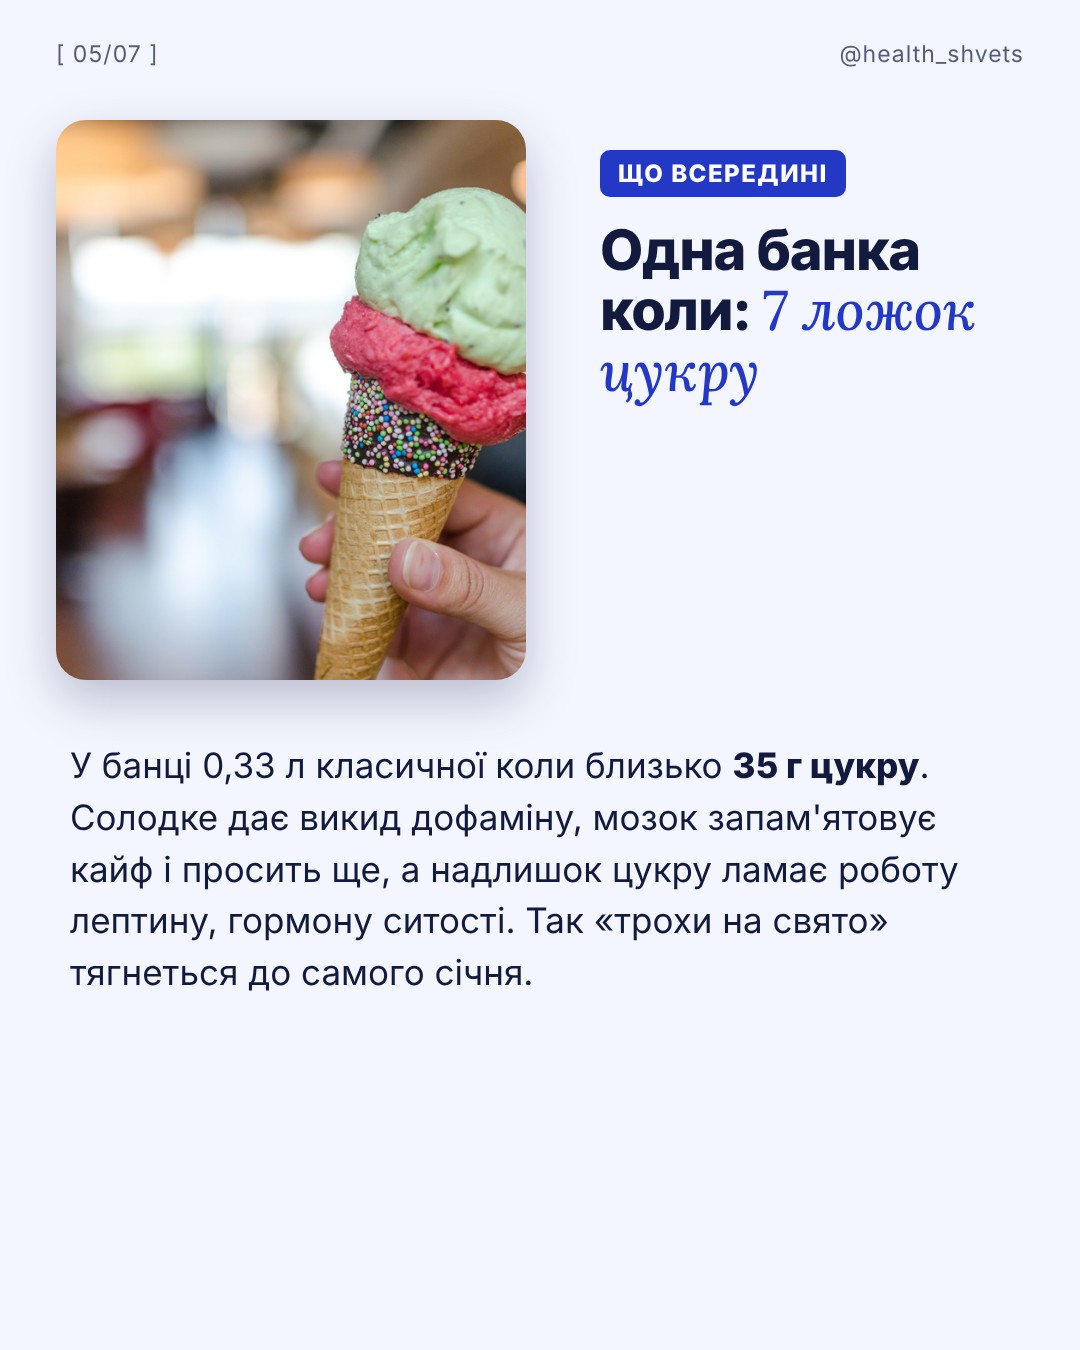 [ 05/07 ]
@health_shvets
ЩО ВСЕРЕДИНІ
Одна банка
коли: 7 ложок
цукру
У банці 0,33 л класичної коли близько 35 г цукру.
Солодке дає викид дофаміну, мозок запам'ятовує
кайф і просить ще, а надлишок цукру ламає роботу
лептину, гормону ситості. Так «трохи на свято»
тягнеться до самого січня.